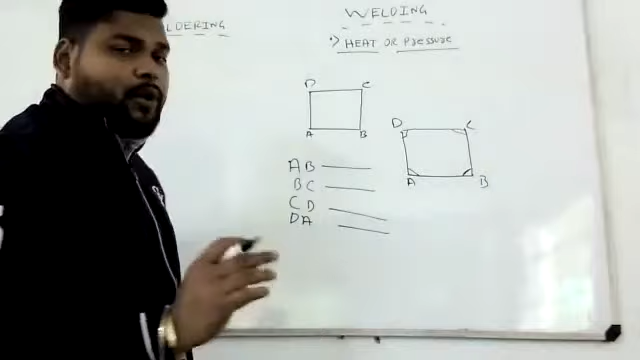 LDERING
WELDING
*) HEAT OR Pressure
D C
A B
D C
A B
AB
BC
CD
DA